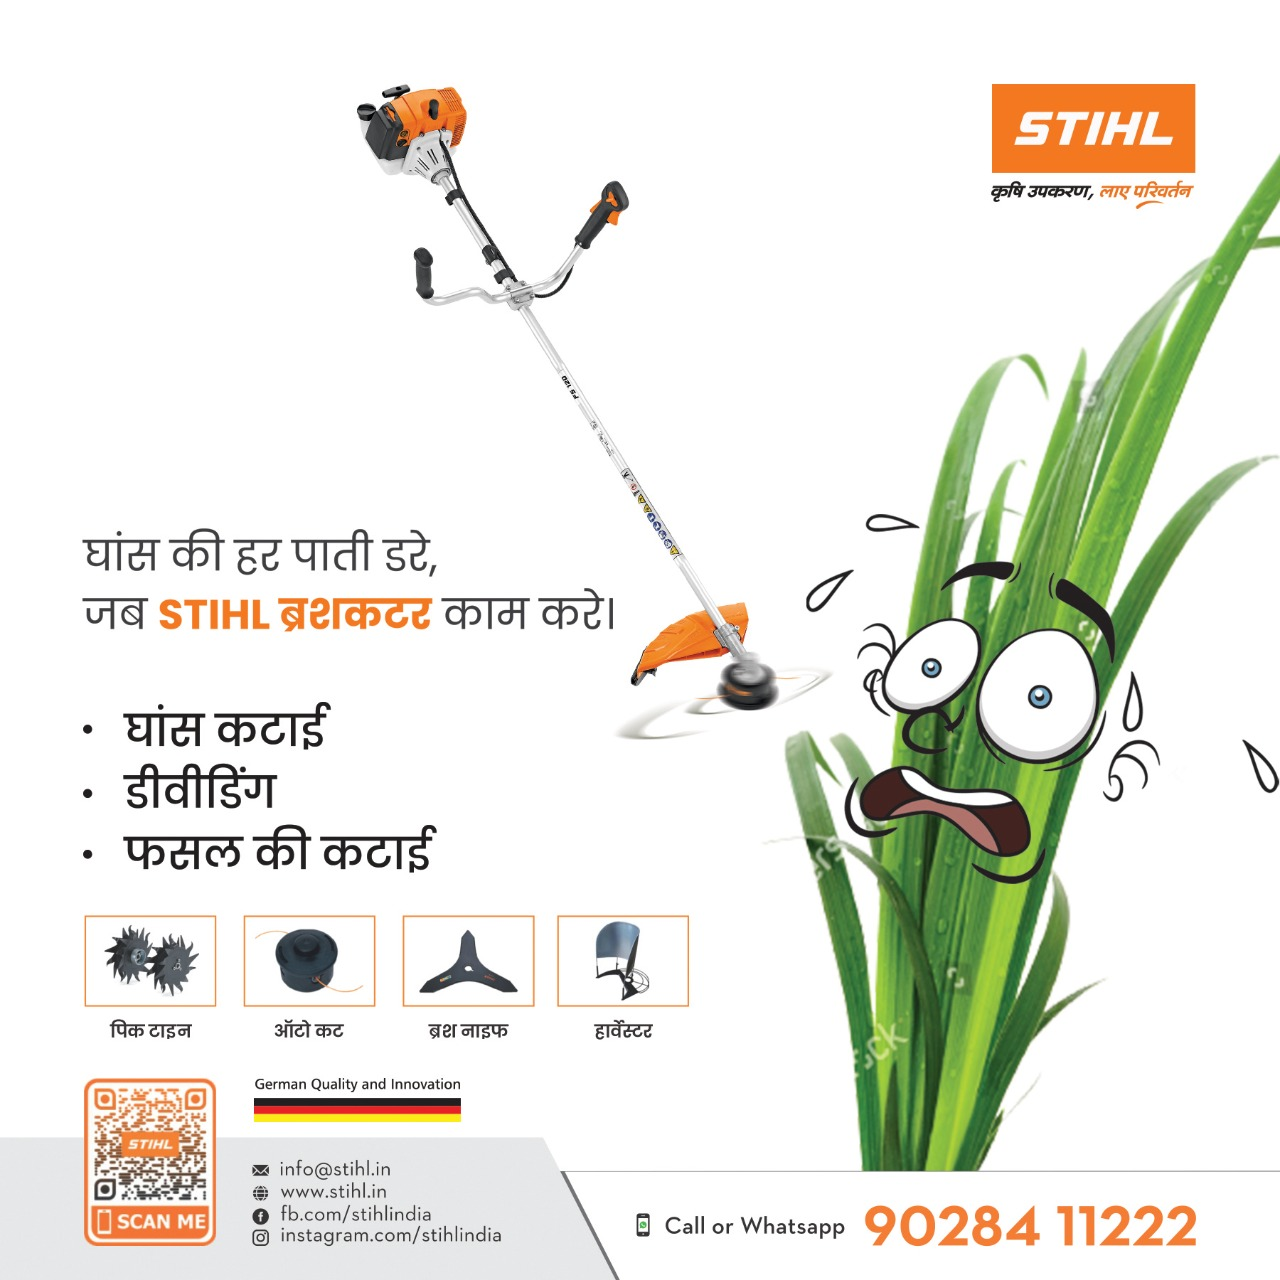 STIHL
कृषि उपकरण, लाए परिवर्तन
FS 120
घांस की हर पाती डरे,
जब STIHL ब्रशकटर काम करे।
• घांस कटाई
• डीवीडिंग
• फसल की कटाई
पिक टाइन
ऑटो कट
ब्रश नाइफ
हार्वेस्टर
German Quality and Innovation
STIHL
SCAN ME
info@stihl.in
www.stihl.in
fb.com/stihlindia
instagram.com/stihlindia
Call or Whatsapp 90284 11222